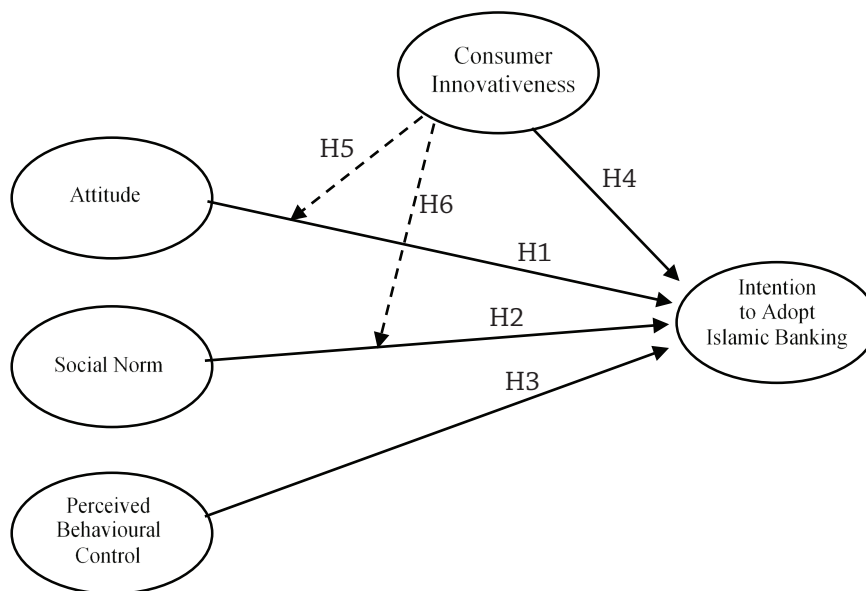 Consumer
Innovativeness
H5
H4
Attitude
H6
H1
Intention
to Adopt
Islamic Banking
H2
Social Norm
H3
Perceived
Behavioural
Control